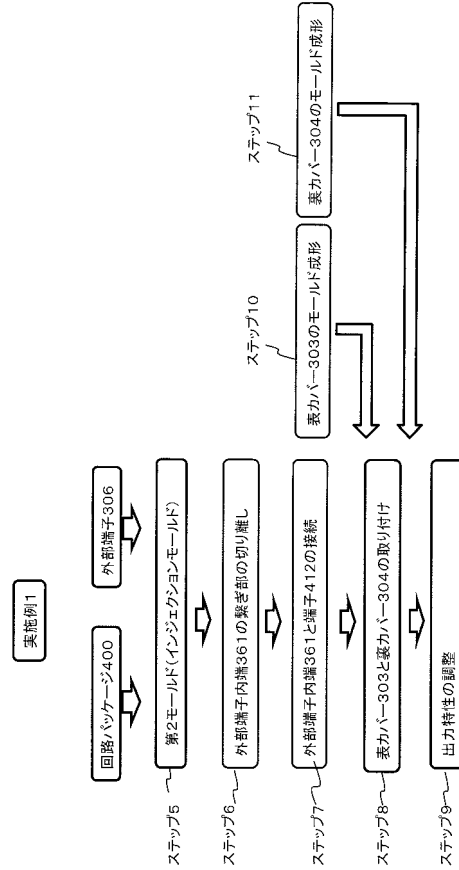 実施例1
回路パッケージ400
外部端子306
ステップ5
第2モールド(インジェクションモールド)
ステップ6
外部端子内端361の繋ぎ部の切り離し
ステップ7
外部端子内端361と端子412の接続
ステップ8
表カバー303と裏カバー304の取り付け
ステップ9
出力特性の調整
ステップ10
表カバー303のモールド成形
ステップ11
裏カバー304のモールド成形